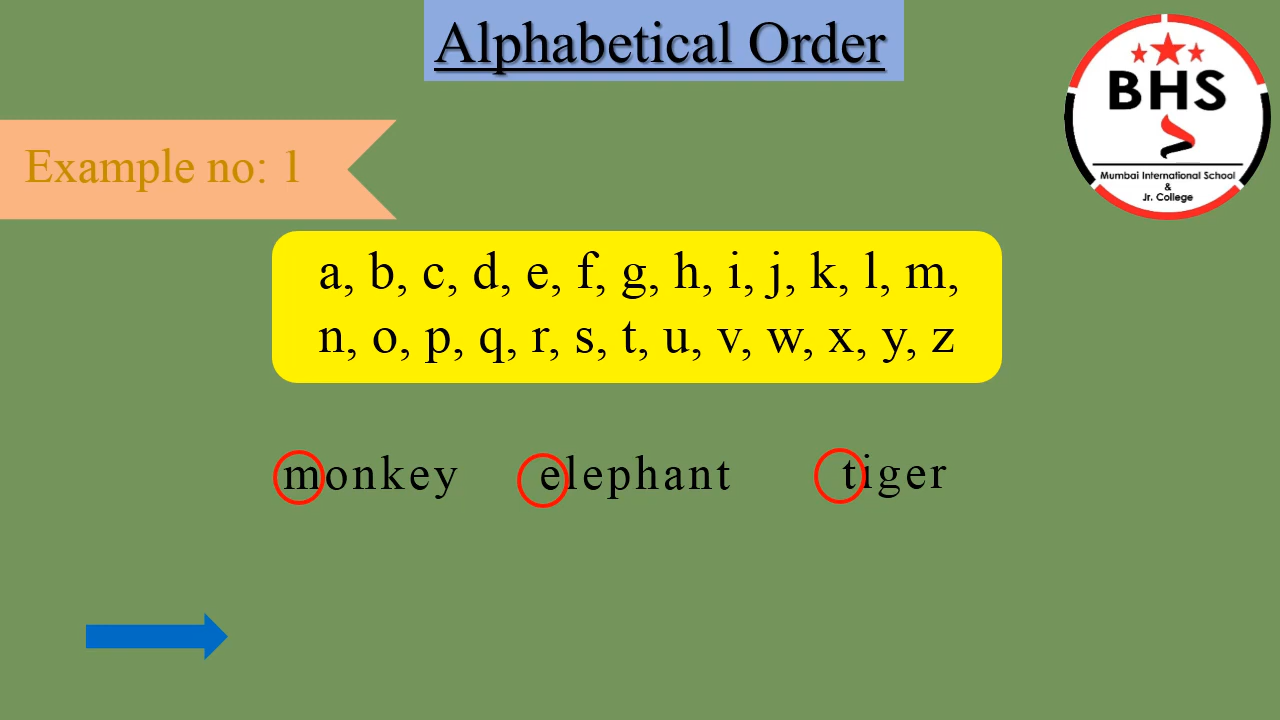 Alphabetical Order
BHS
Mumbai International School
&
Jr. College
Example no: 1
a, b, c, d, e, f, g, h, i, j, k, l, m,
n, o, p, q, r, s, t, u, v, w, x, y, z
monkey elephant tiger